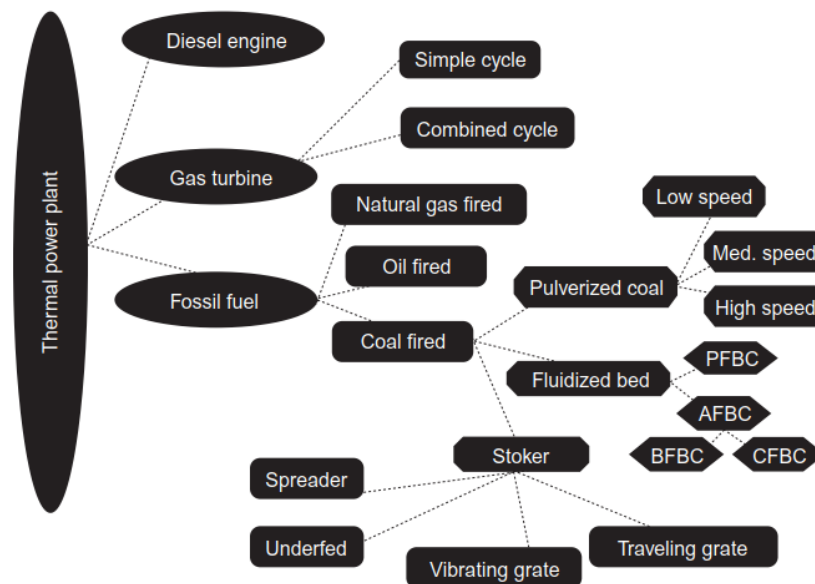 Diesel engine
Simple cycle
Combined cycle
Gas turbine
Thermal power plant
Natural gas fired
Low speed
Oil fired
Med. speed
Pulverized coal
Fossil fuel
High speed
Coal fired
PFBC
Fluidized bed
AFBC
Stoker
BFBC
CFBC
Spreader
Underfed
Traveling grate
Vibrating grate